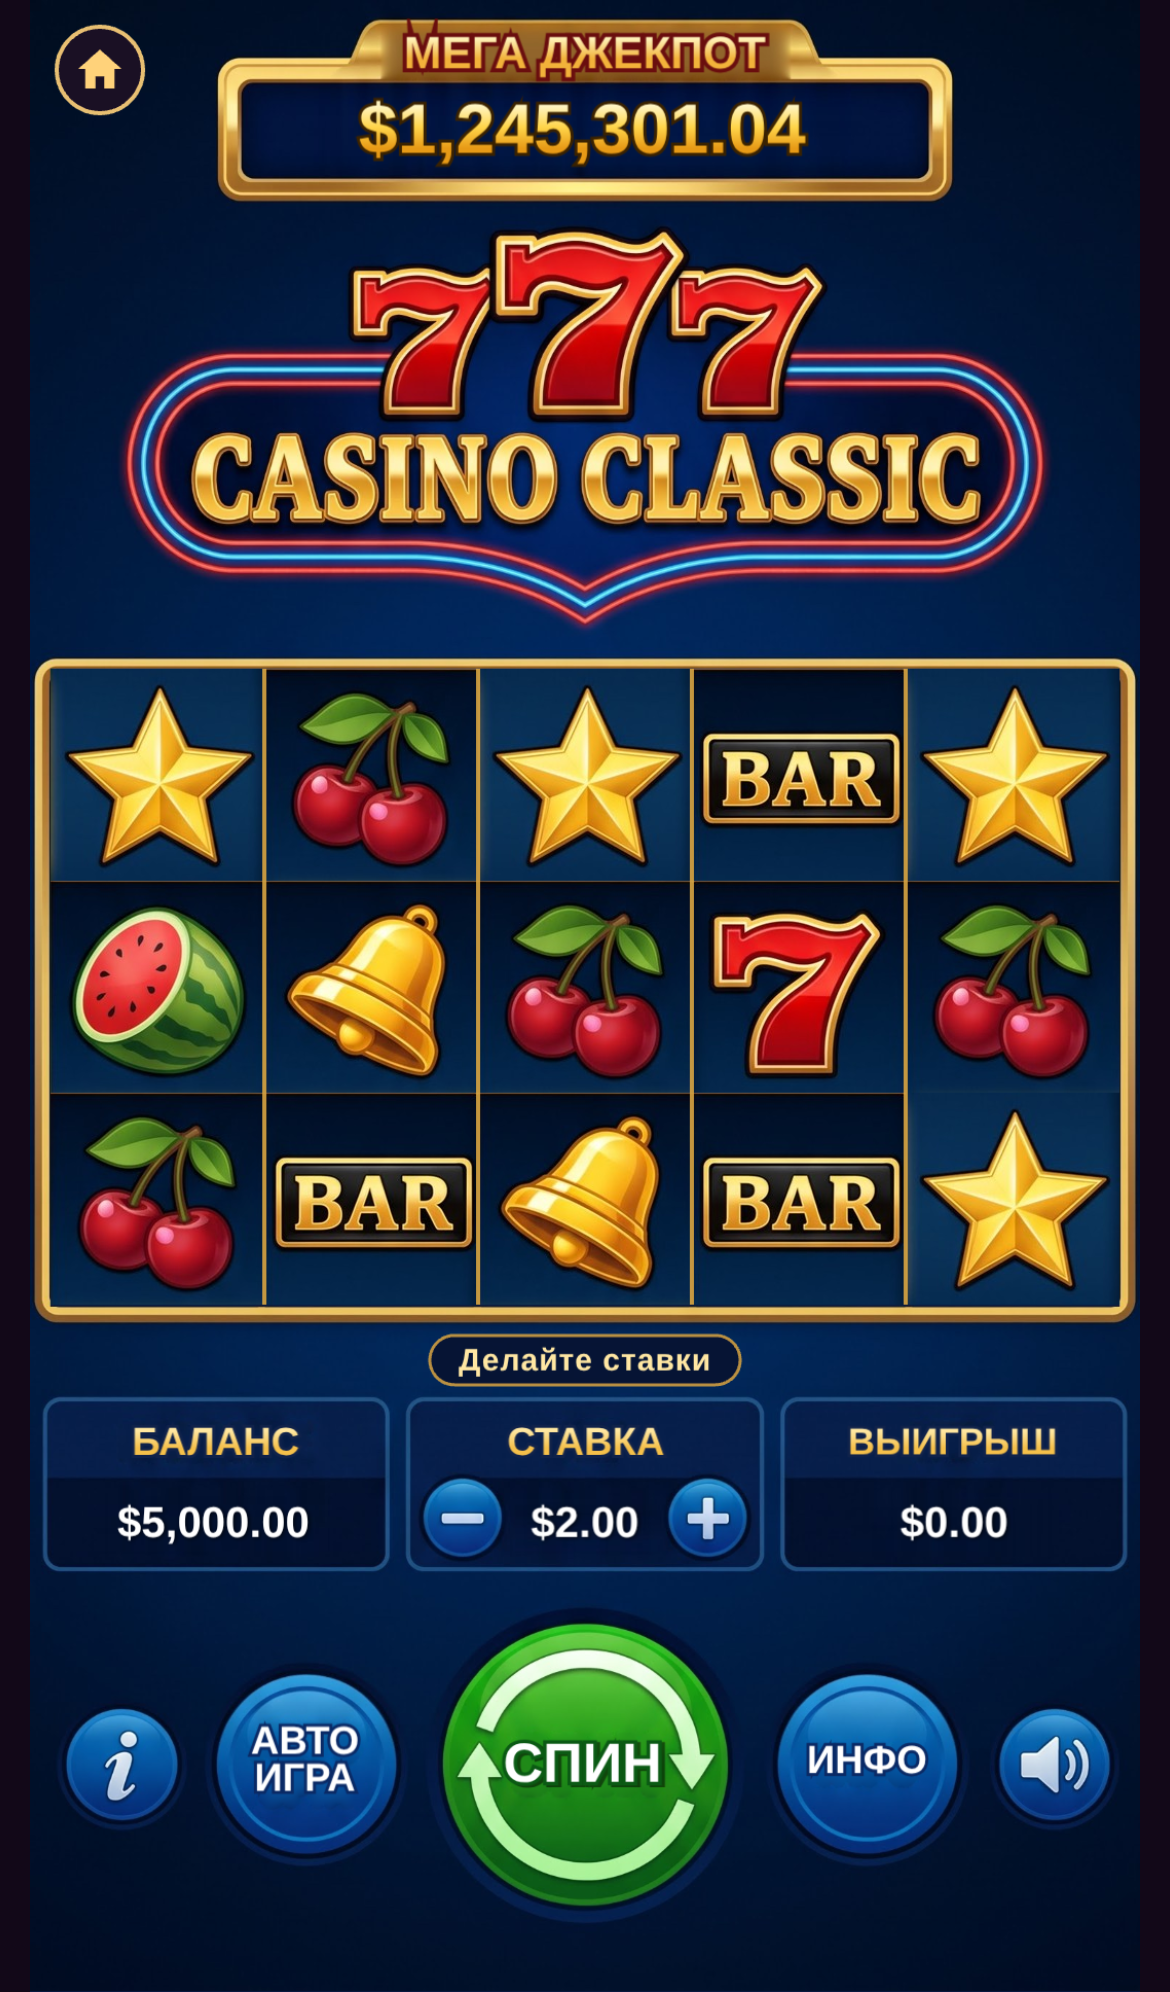 МЕГА ДЖЕКПОТ
$1,245,301.04
777
CASINO CLASSIC
BAR
7
BAR
BAR
Делайте ставки
БАЛАНС
СТАВКА
ВЫИГРЫШ
$5,000.00
$2.00
$0.00
i
АВТО
ИГРА
СПИН
ИНФО